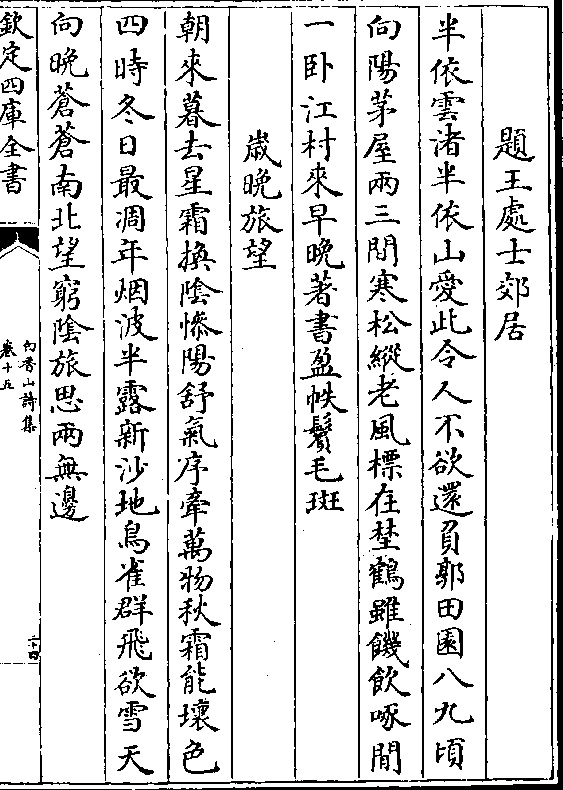 題王處士郊居
半依雲渚半依山愛此令人不欲還負郭田園八九頃
向陽茅屋兩三間寒松縱老風標在埜鶴雖饑飲啄閒
一卧江村來早晚著書盈帙鬢毛斑
歲晚旅望
朝來暮去星霜換陰慘陽舒氣序牽萬物秋霜能壞色
四時冬日最凋年烟波半露新沙地鳥雀群飛欲雪天
向晚蒼蒼南北望窮陰旅思兩無邊
欽定四庫全書
白香山詩集
卷十五
二十四